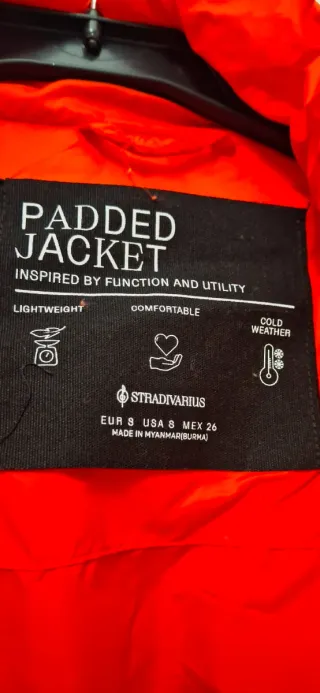 PADDED
JACKET
INSPIRED BY FUNCTION AND UTILITY
LIGHTWEIGHT COMFORTABLE COLD WEATHER
STRADIVARIUS
EUR S USA S MEX 26
MADE IN MYANMAR(BURMA)